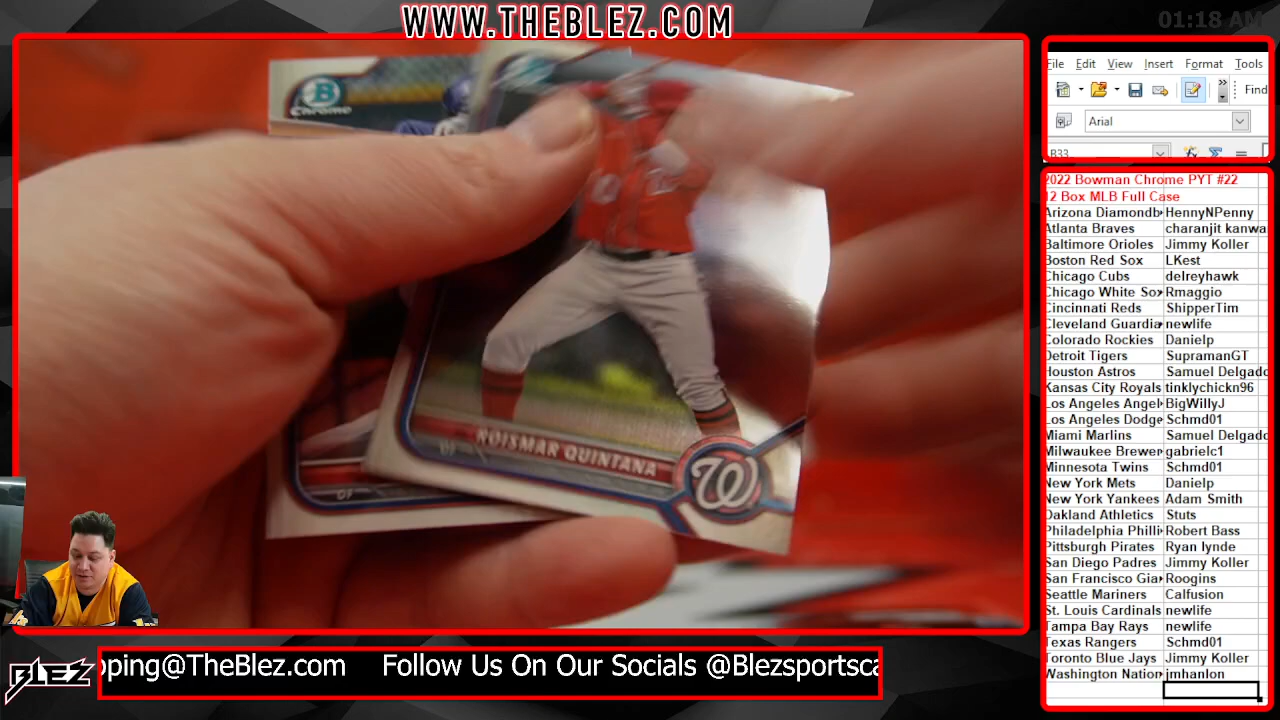 WWW.THEBLEZ.COM
01:18 AM
B
Chrome
ROISMAR QUINTANA
W
OF
File Edit View Insert Format Tools
Find
Arial
B33
2022 Bowman Chrome PYT #22
12 Box MLB Full Case
Arizona Diamondb HennyNPenny
Atlanta Braves charanjit kanwa
Baltimore Orioles Jimmy Koller
Boston Red Sox LKest
Chicago Cubs delreyhawk
Chicago White Sox Rmaggio
Cincinnati Reds ShipperTim
Cleveland Guardia newlife
Colorado Rockies Danielp
Detroit Tigers SupramanGT
Houston Astros Samuel Delgado
Kansas City Royals tinklychickn96
Los Angeles Angel BigWillyJ
Los Angeles Dodge Schmd01
Miami Marlins Samuel Delgado
Milwaukee Brewer gabrielc1
Minnesota Twins Schmd01
New York Mets Danielp
New York Yankees Adam Smith
Oakland Athletics Stuts
Philadelphia Philli Robert Bass
Pittsburgh Pirates Ryan lynde
San Diego Padres Jimmy Koller
San Francisco Gia Roogins
Seattle Mariners Calfusion
St. Louis Cardinals newlife
Tampa Bay Rays newlife
Texas Rangers Schmd01
Toronto Blue Jays Jimmy Koller
Washington Nation jmhanlon
BLEZ
pping@TheBlez.com Follow Us On Our Socials @Blezsportsca